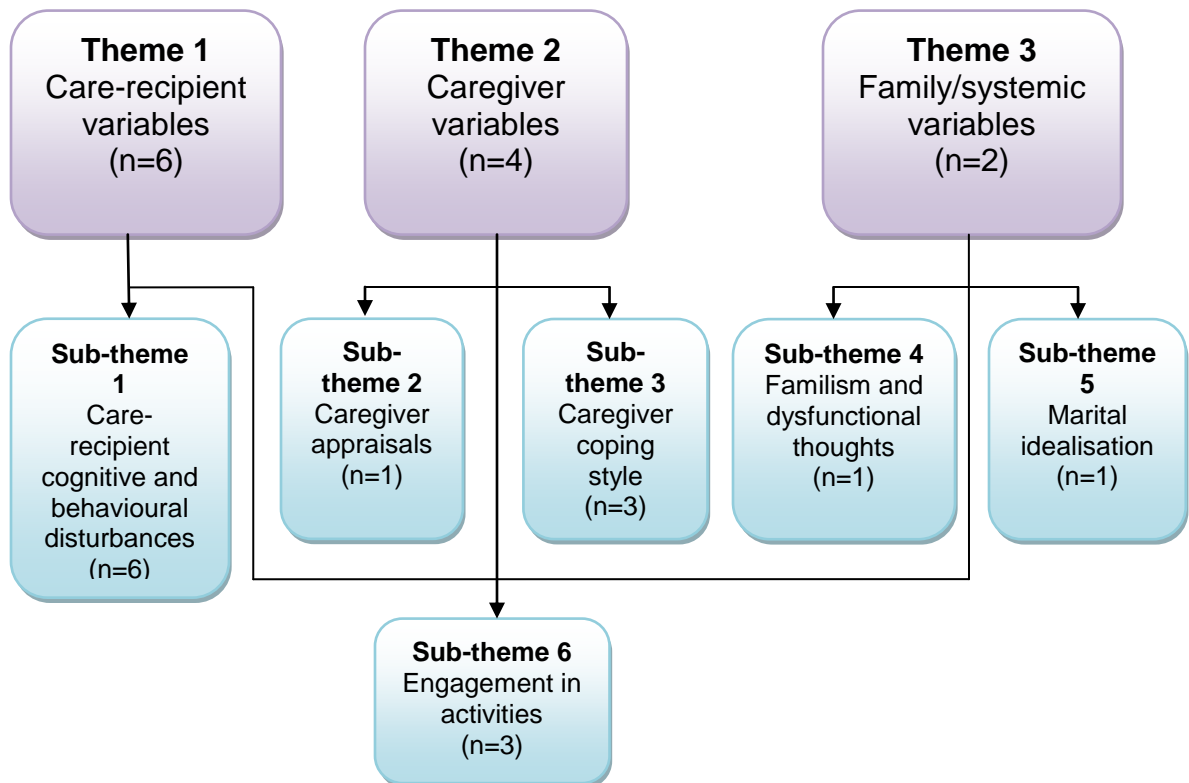 Theme 1
Care-recipient
variables
(n=6)
Theme 2
Caregiver
variables
(n=4)
Theme 3
Family/systemic
variables
(n=2)
Sub-theme
1
Care-
recipient
cognitive and
behavioural
disturbances
(n=6)
Sub-
theme 2
Caregiver
appraisals
(n=1)
Sub-
theme 3
Caregiver
coping
style
(n=3)
Sub-theme 4
Familism and
dysfunctional
thoughts
(n=1)
Sub-theme
5
Marital
idealisation
(n=1)
Sub-theme 6
Engagement in
activities
(n=3)